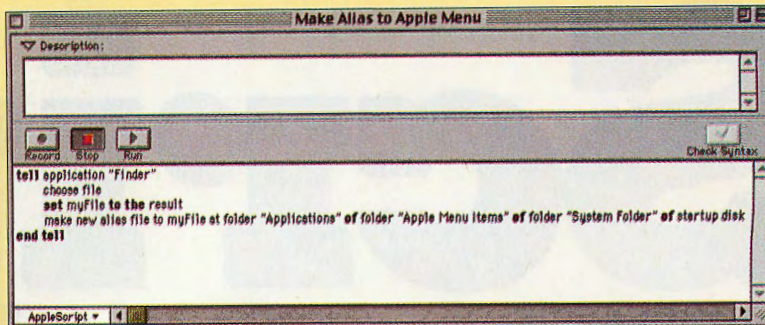 Make Alias to Apple Menu
Description:
Record Stop Run Check Syntax
tell application "Finder"
choose file
set myFile to the result
make new alias file to myFile at folder "Applications" of folder "Apple Menu Items" of folder "System Folder" of startup disk
end tell
AppleScript